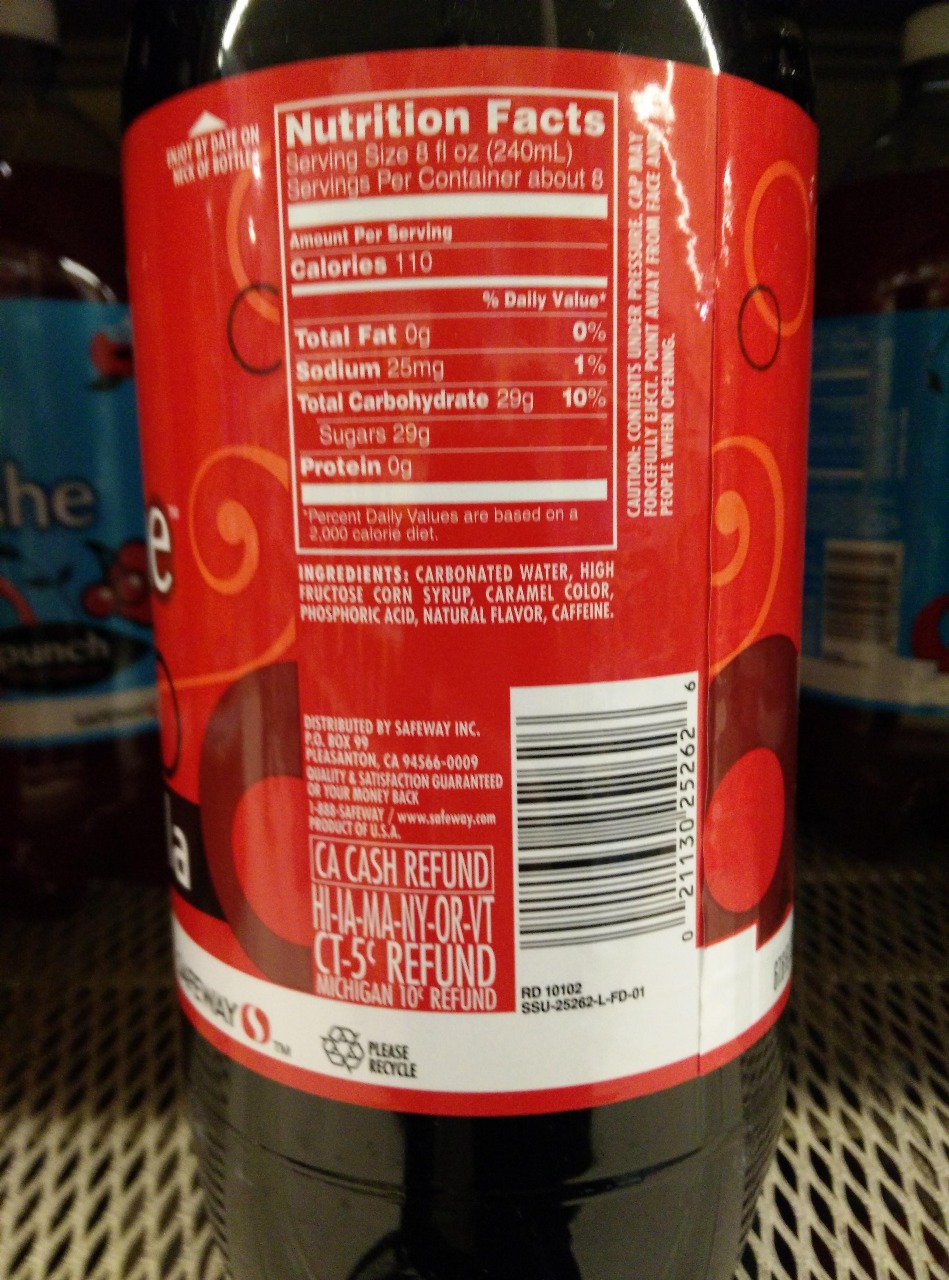 ENJOY BY DATE ON
NECK OF BOTTLE
Nutrition Facts
Serving Size 8 fl oz (240mL)
Servings Per Container about 8
Amount Per Serving
Calories 110
% Daily Value*
Total Fat 0g 0%
Sodium 25mg 1%
Total Carbohydrate 29g 10%
Sugars 29g
Protein 0g
*Percent Daily Values are based on a
2,000 calorie diet.
CAUTION: CONTENTS UNDER PRESSURE. CAP MAY
FORCEFULLY EJECT. POINT AWAY FROM FACE AND
PEOPLE WHEN OPENING.
INGREDIENTS: CARBONATED WATER, HIGH
FRUCTOSE CORN SYRUP, CARAMEL COLOR,
PHOSPHORIC ACID, NATURAL FLAVOR, CAFFEINE.
DISTRIBUTED BY SAFEWAY INC.
P.O. BOX 99
PLEASANTON, CA 94566-0009
QUALITY & SATISFACTION GUARANTEED
OR YOUR MONEY BACK
1-888-SAFEWAY / www.safeway.com
PRODUCT OF U.S.A.
CA CASH REFUND
HI-IA-MA-NY-OR-VT
CT-5¢ REFUND
MICHIGAN 10¢ REFUND
0 21130 25262 6
RD 10102
SSU-25262-L-FD-01
AFEWAY TM
PLEASE
RECYCLE
e™
la
he
punch